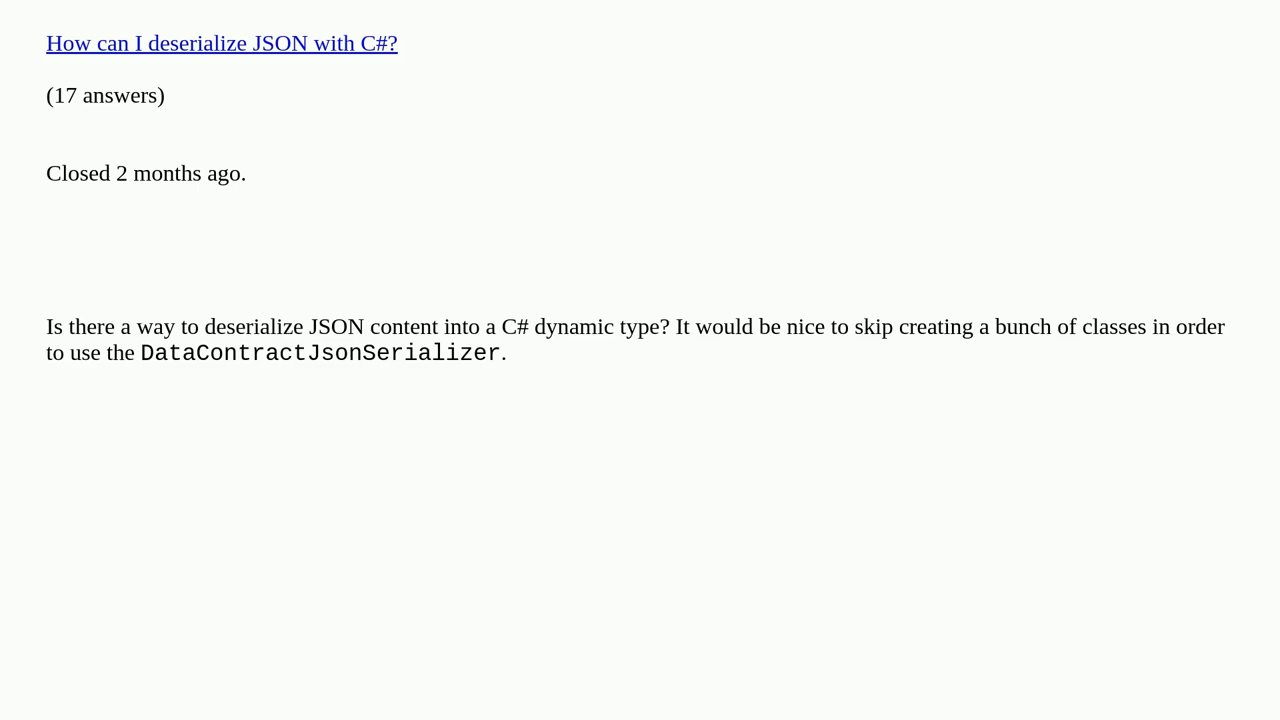 How can I deserialize JSON with C#?
(17 answers)
Closed 2 months ago.
Is there a way to deserialize JSON content into a C# dynamic type? It would be nice to skip creating a bunch of classes in order
to use the DataContractJsonSerializer.